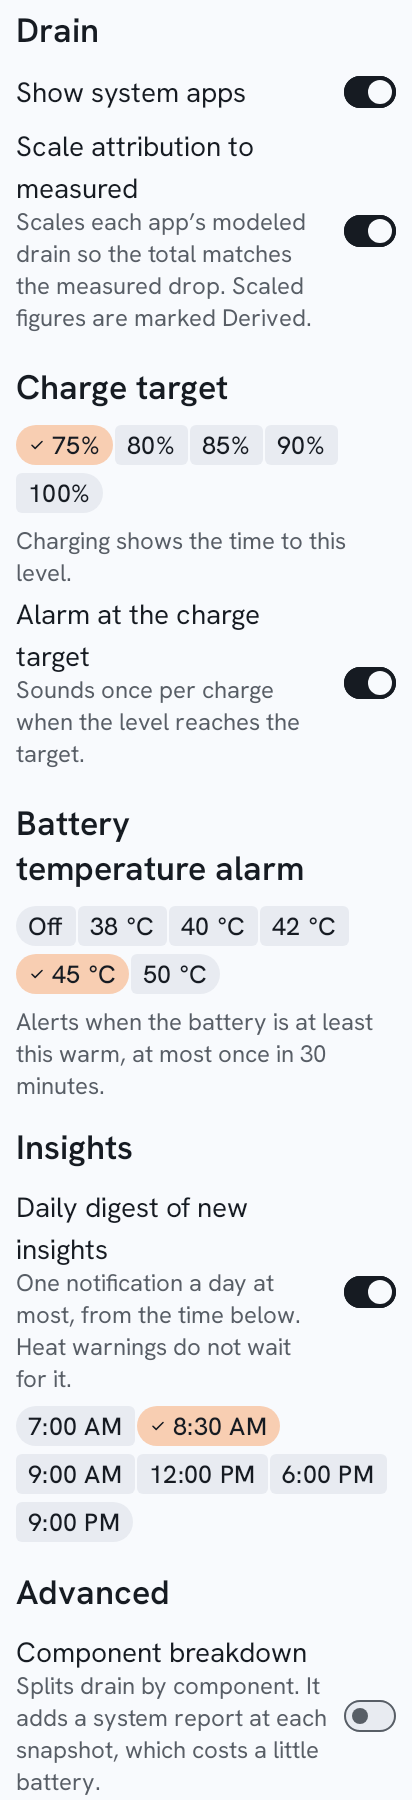 Drain
Show system apps
Scale attribution to
measured
Scales each app’s modeled
drain so the total matches
the measured drop. Scaled
figures are marked Derived.
Charge target
75% 80% 85% 90%
100%
Charging shows the time to this
level.
Alarm at the charge
target
Sounds once per charge
when the level reaches the
target.
Battery
temperature alarm
Off 38 °C 40 °C 42 °C
45 °C 50 °C
Alerts when the battery is at least
this warm, at most once in 30
minutes.
Insights
Daily digest of new
insights
One notification a day at
most, from the time below.
Heat warnings do not wait
for it.
7:00 AM 8:30 AM
9:00 AM 12:00 PM 6:00 PM
9:00 PM
Advanced
Component breakdown
Splits drain by component. It
adds a system report at each
snapshot, which costs a little
battery.